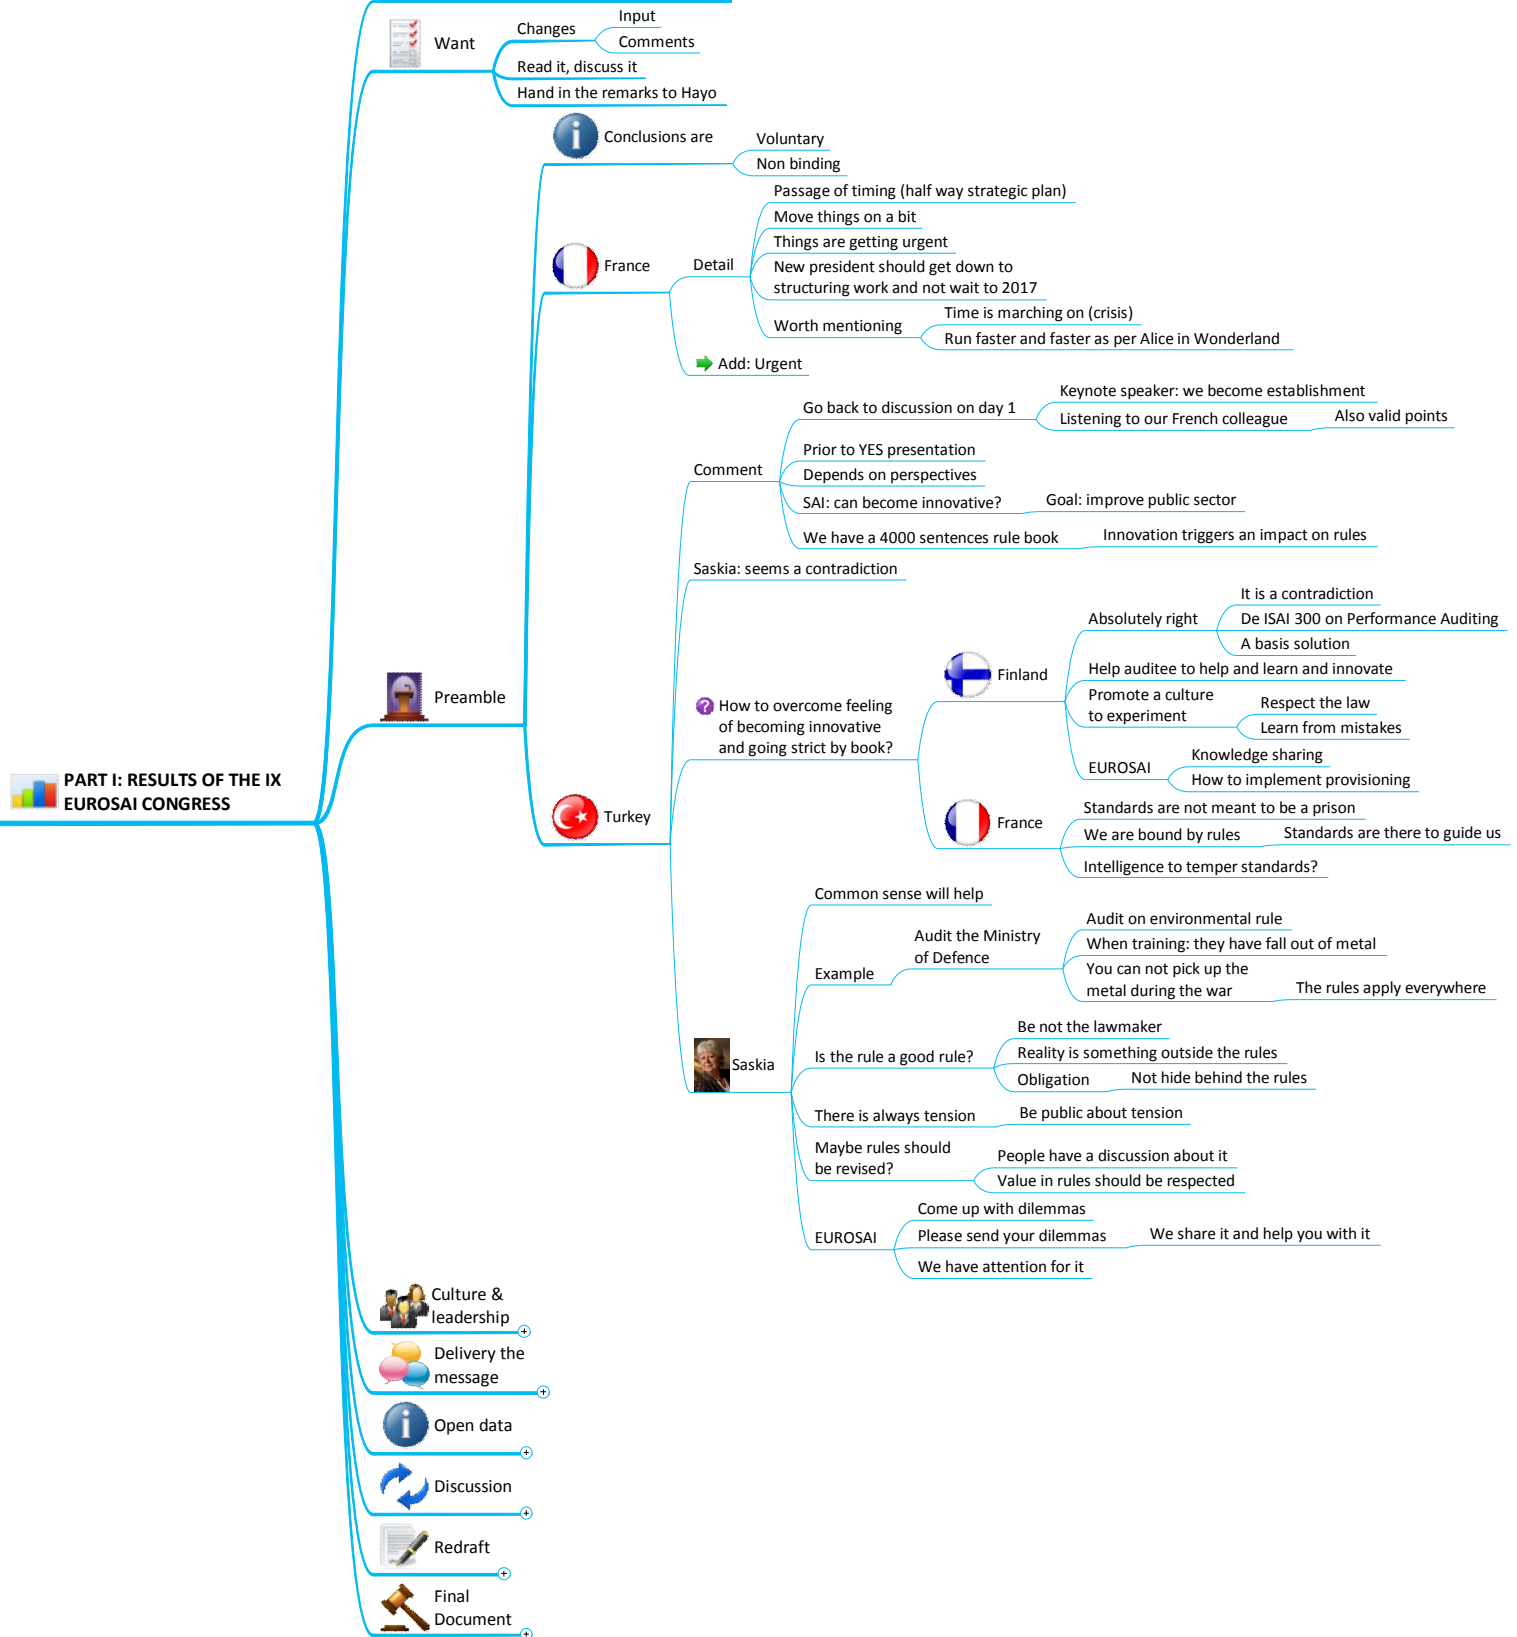 Want
Changes
Input
Comments
Read it, discuss it
Hand in the remarks to Hayo
PART I: RESULTS OF THE IX
EUROSAI CONGRESS
Preamble
Conclusions are
Voluntary
Non binding
France
Detail
Passage of timing (half way strategic plan)
Move things on a bit
Things are getting urgent
New president should get down to
structuring work and not wait to 2017
Worth mentioning
Time is marching on (crisis)
Run faster and faster as per Alice in Wonderland
Add: Urgent
Turkey
Comment
Go back to discussion on day 1
Keynote speaker: we become establishment
Listening to our French colleague
Also valid points
Prior to YES presentation
Depends on perspectives
SAI: can become innovative?
Goal: improve public sector
We have a 4000 sentences rule book
Innovation triggers an impact on rules
Saskia: seems a contradiction
How to overcome feeling
of becoming innovative
and going strict by book?
Finland
Absolutely right
It is a contradiction
De ISAI 300 on Performance Auditing
A basis solution
Help auditee to help and learn and innovate
Promote a culture
to experiment
Respect the law
Learn from mistakes
EUROSAI
Knowledge sharing
How to implement provisioning
France
Standards are not meant to be a prison
We are bound by rules
Standards are there to guide us
Intelligence to temper standards?
Saskia
Common sense will help
Example
Audit the Ministry
of Defence
Audit on environmental rule
When training: they have fall out of metal
You can not pick up the
metal during the war
The rules apply everywhere
Is the rule a good rule?
Be not the lawmaker
Reality is something outside the rules
Obligation
Not hide behind the rules
There is always tension
Be public about tension
Maybe rules should
be revised?
People have a discussion about it
Value in rules should be respected
EUROSAI
Come up with dilemmas
Please send your dilemmas
We share it and help you with it
We have attention for it
Culture &
leadership
Delivery the
message
Open data
Discussion
Redraft
Final
Document